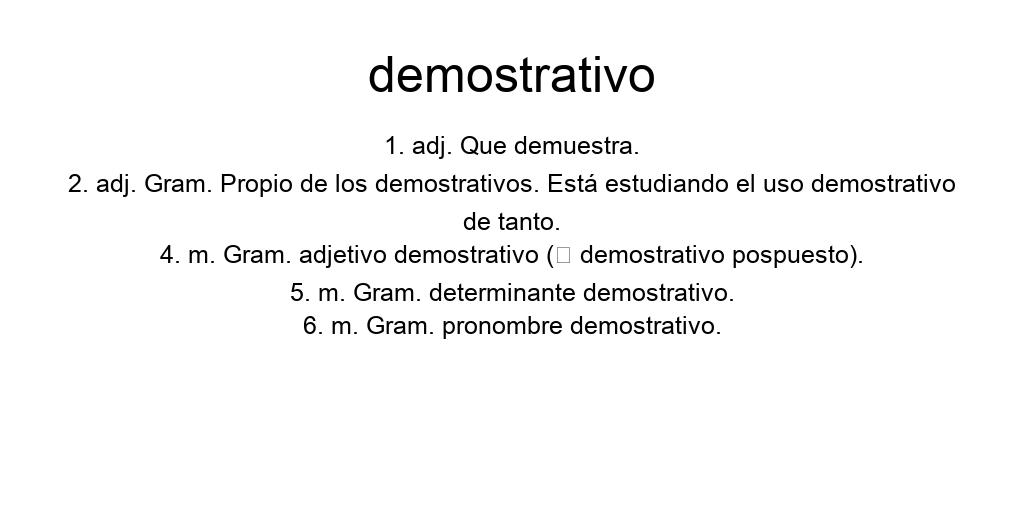 demostrativo
1. adj. Que demuestra.
2. adj. Gram. Propio de los demostrativos. Está estudiando el uso demostrativo
de tanto.
4. m. Gram. adjetivo demostrativo (▯ demostrativo pospuesto).
5. m. Gram. determinante demostrativo.
6. m. Gram. pronombre demostrativo.